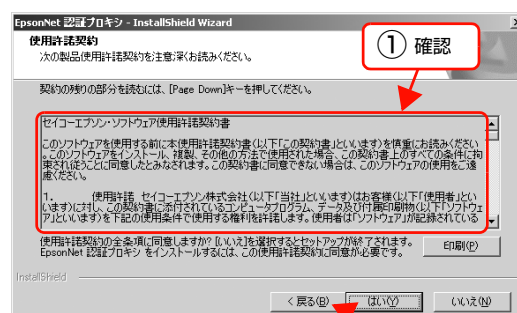 EpsonNet 認証プロキシ - InstallShield Wizard
使用許諾契約
次の製品使用許諾契約を注意深くお読みください。
① 確認
契約の残りの部分を読むには、[Page Down]キーを押してください。
セイコーエプソン・ソフトウェア使用許諾契約書
このソフトウェアを使用する前に本使用許諾契約書(以下「この契約書」といいます)を慎重にお読みください
。このソフトウェアをインストール、複製、その他の方法で使用された場合、この契約書上のすべての条件に拘
束され従うことに同意したとみなされます。この契約書に同意できない場合は、このソフトウェアの使用をご遠
慮ください。
1. 使用許諾 セイコーエプソン株式会社(以下「当社」といいます)はお客様(以下「使用者」とい
います)に対し、この契約書に添付されているコンピュータプログラム、データ及び付属印刷物(以下「ソフトウェ
ア」といいます)を下記の使用条件で使用する権利を許諾します。使用者は「ソフトウェア」が記録されている
使用許諾契約の全条項に同意しますか? [いいえ]を選択するとセットアップが終了されます。
EpsonNet 認証プロキシ をインストールするには、この使用許諾契約に同意が必要です。
印刷(P)
InstallShield
< 戻る(B)
はい(Y)
いいえ(N)